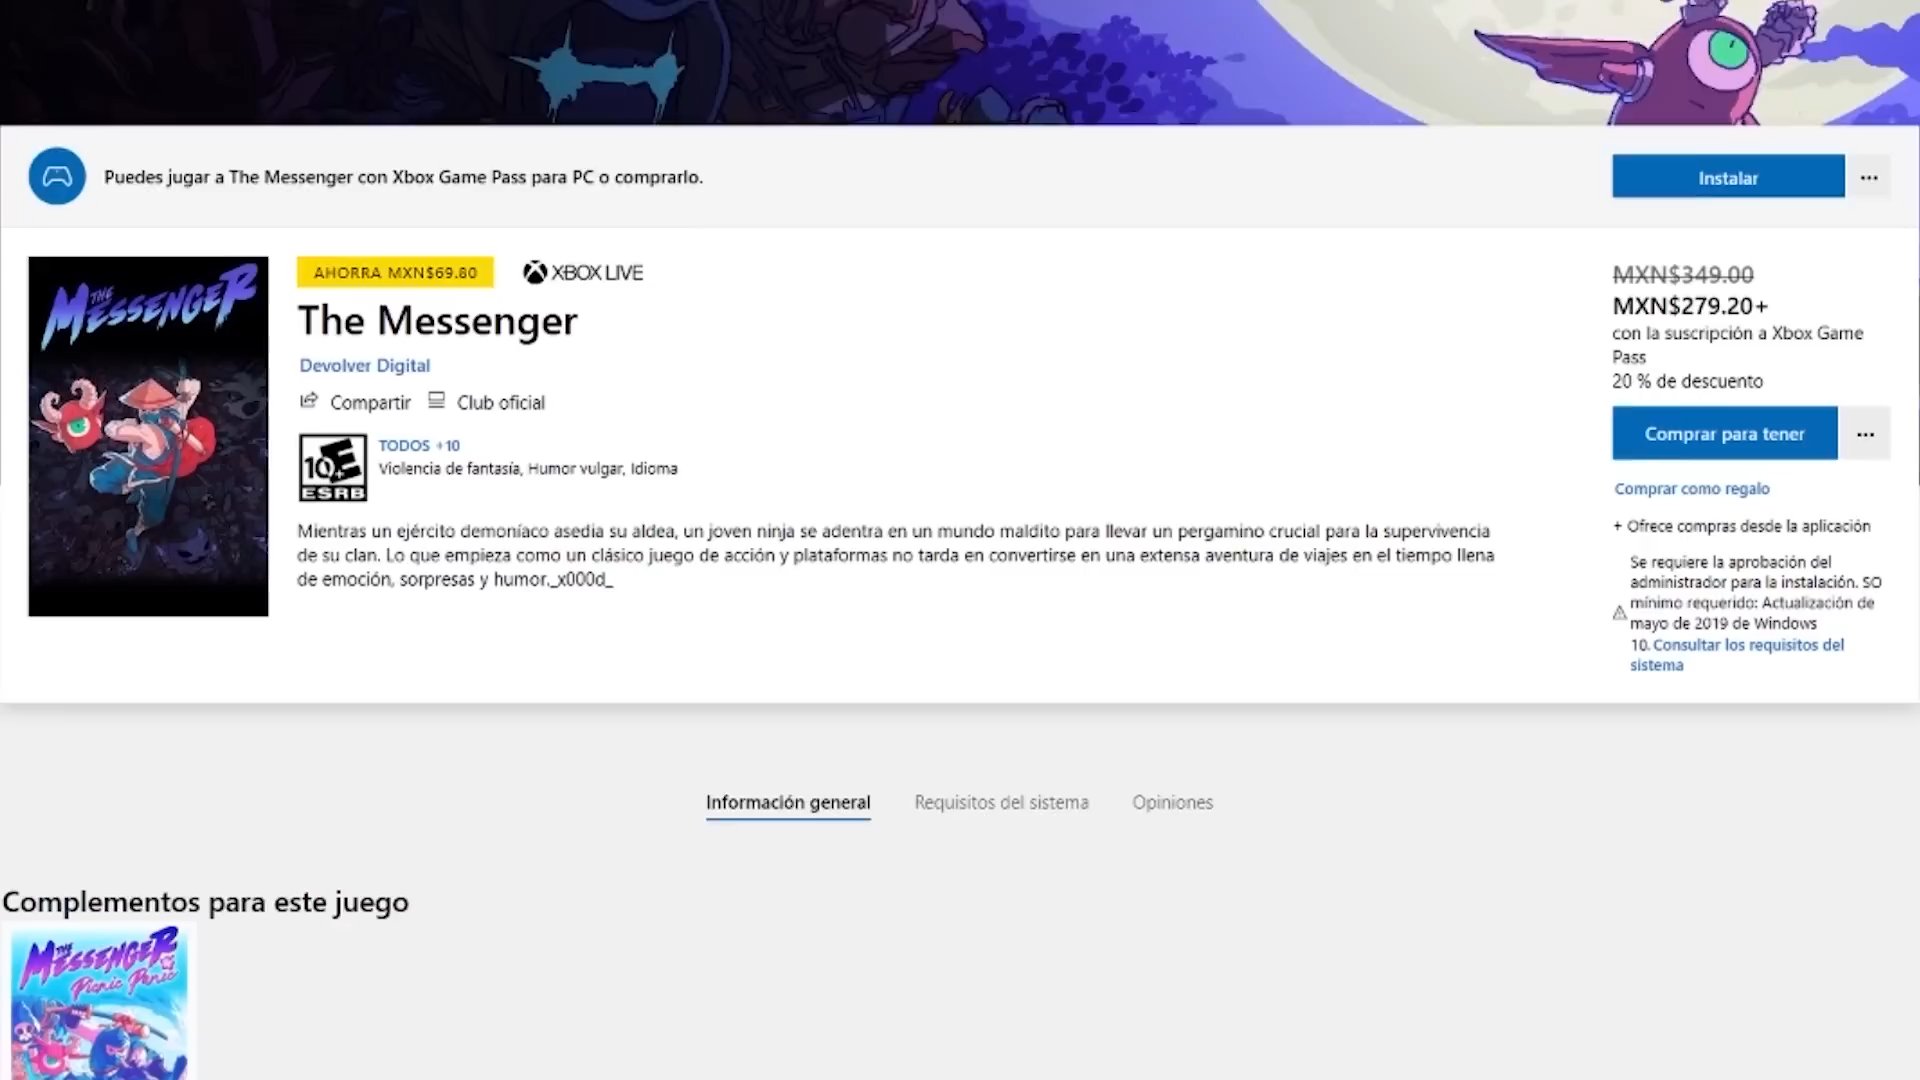 Puedes jugar a The Messenger con Xbox Game Pass para PC o comprarlo.
Instalar
THE MESSENGER
AHORRA MXN$69.80
XBOX LIVE
The Messenger
Devolver Digital
Compartir
Club oficial
10+ E
ESRB
TODOS +10
Violencia de fantasía, Humor vulgar, Idioma
Mientras un ejército demoníaco asedia su aldea, un joven ninja se adentra en un mundo maldito para llevar un pergamino crucial para la supervivencia
de su clan. Lo que empieza como un clásico juego de acción y plataformas no tarda en convertirse en una extensa aventura de viajes en el tiempo llena
de emoción, sorpresas y humor._x000d_
MXN$349.00
MXN$279.20+
con la suscripción a Xbox Game
Pass
20 % de descuento
Comprar para tener
Comprar como regalo
+ Ofrece compras desde la aplicación
Se requiere la aprobación del
administrador para la instalación. SO
mínimo requerido: Actualización de
mayo de 2019 de Windows
10. Consultar los requisitos del
sistema
Información general
Requisitos del sistema
Opiniones
Complementos para este juego
THE MESSENGER
Picnic Panic